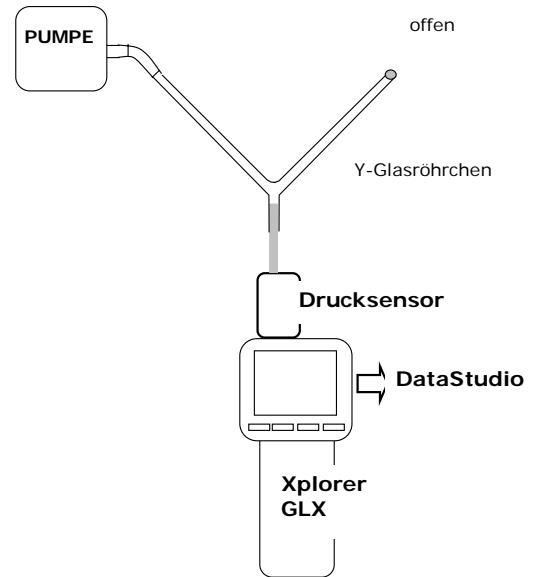 offen
PUMPE
Y-Glasröhrchen
Drucksensor
DataStudio
Xplorer
GLX